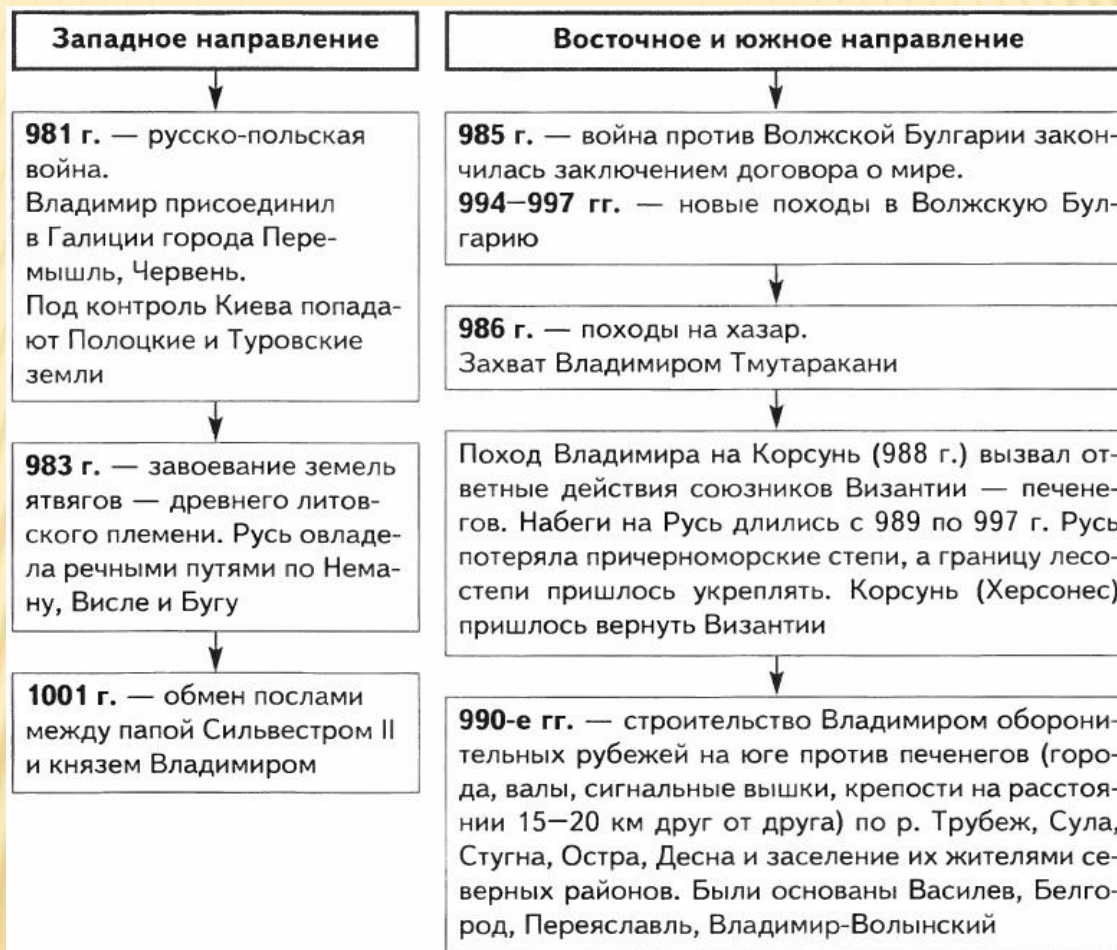 Западное направление
981 г. — русско-польская
война.
Владимир присоединил
в Галиции города Пере-
мышль, Червень.
Под контроль Киева попада-
ют Полоцкие и Туровские
земли
983 г. — завоевание земель
ятвягов — древнего литов-
ского племени. Русь овладе-
ла речными путями по Нема-
ну, Висле и Бугу
1001 г. — обмен послами
между папой Сильвестром II
и князем Владимиром
Восточное и южное направление
985 г. — война против Волжской Булгарии закон-
чилась заключением договора о мире.
994—997 гг. — новые походы в Волжскую Бул-
гарию
986 г. — походы на хазар.
Захват Владимиром Тмутаракани
Поход Владимира на Корсунь (988 г.) вызвал от-
ветные действия союзников Византии — печене-
гов. Набеги на Русь длились с 989 по 997 г. Русь
потеряла причерноморские степи, а границу лесо-
степи пришлось укреплять. Корсунь (Херсонес)
пришлось вернуть Византии
990-е гг. — строительство Владимиром оборони-
тельных рубежей на юге против печенегов (горо-
да, валы, сигнальные вышки, крепости на расстоя-
нии 15—20 км друг от друга) по р. Трубеж, Сула,
Стугна, Остра, Десна и заселение их жителями се-
верных районов. Были основаны Василев, Белго-
род, Переяславль, Владимир-Волынский